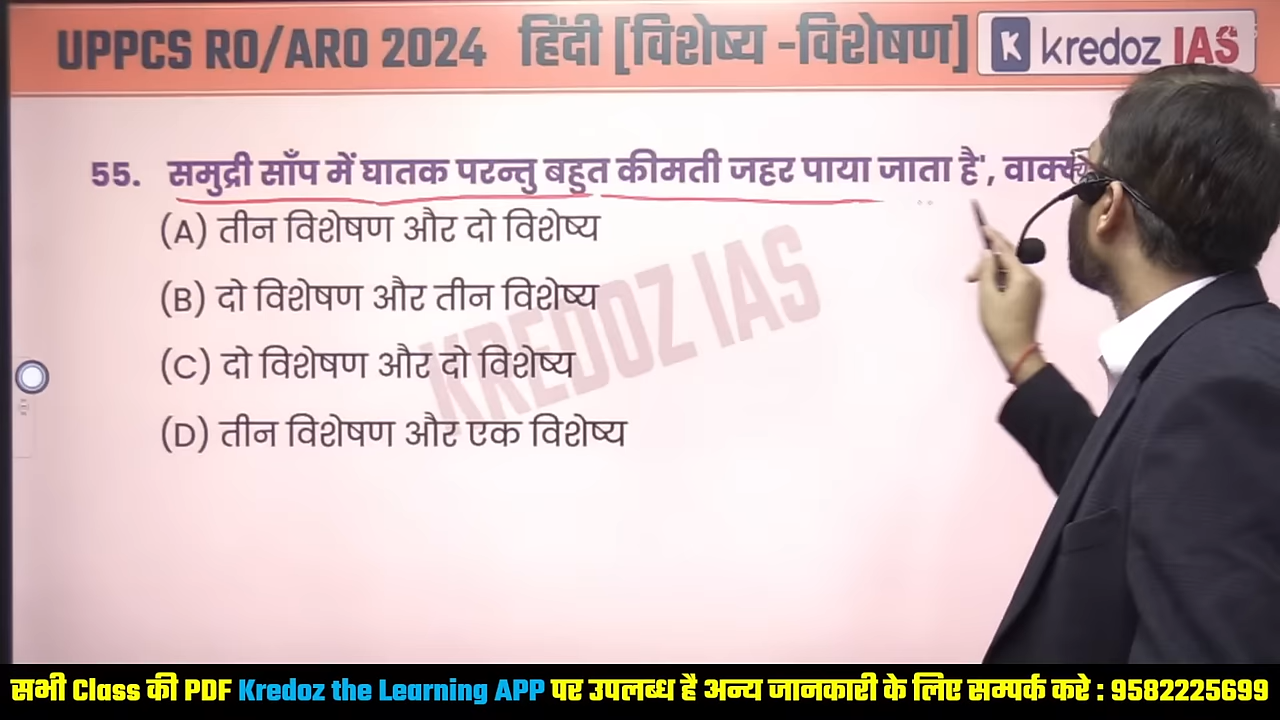 UPPCS RO/ARO 2024 हिंदी [विशेष्य -विशेषण]
K kredoz IAS
55. समुद्री साँप में घातक परन्तु बहुत कीमती जहर पाया जाता है', वाक्य
(A) तीन विशेषण और दो विशेष्य
(B) दो विशेषण और तीन विशेष्य
(C) दो विशेषण और दो विशेष्य
(D) तीन विशेषण और एक विशेष्य
KREDOZ IAS
सभी Class की PDF Kredoz the Learning APP पर उपलब्ध है अन्य जानकारी के लिए सम्पर्क करे : 9582225699